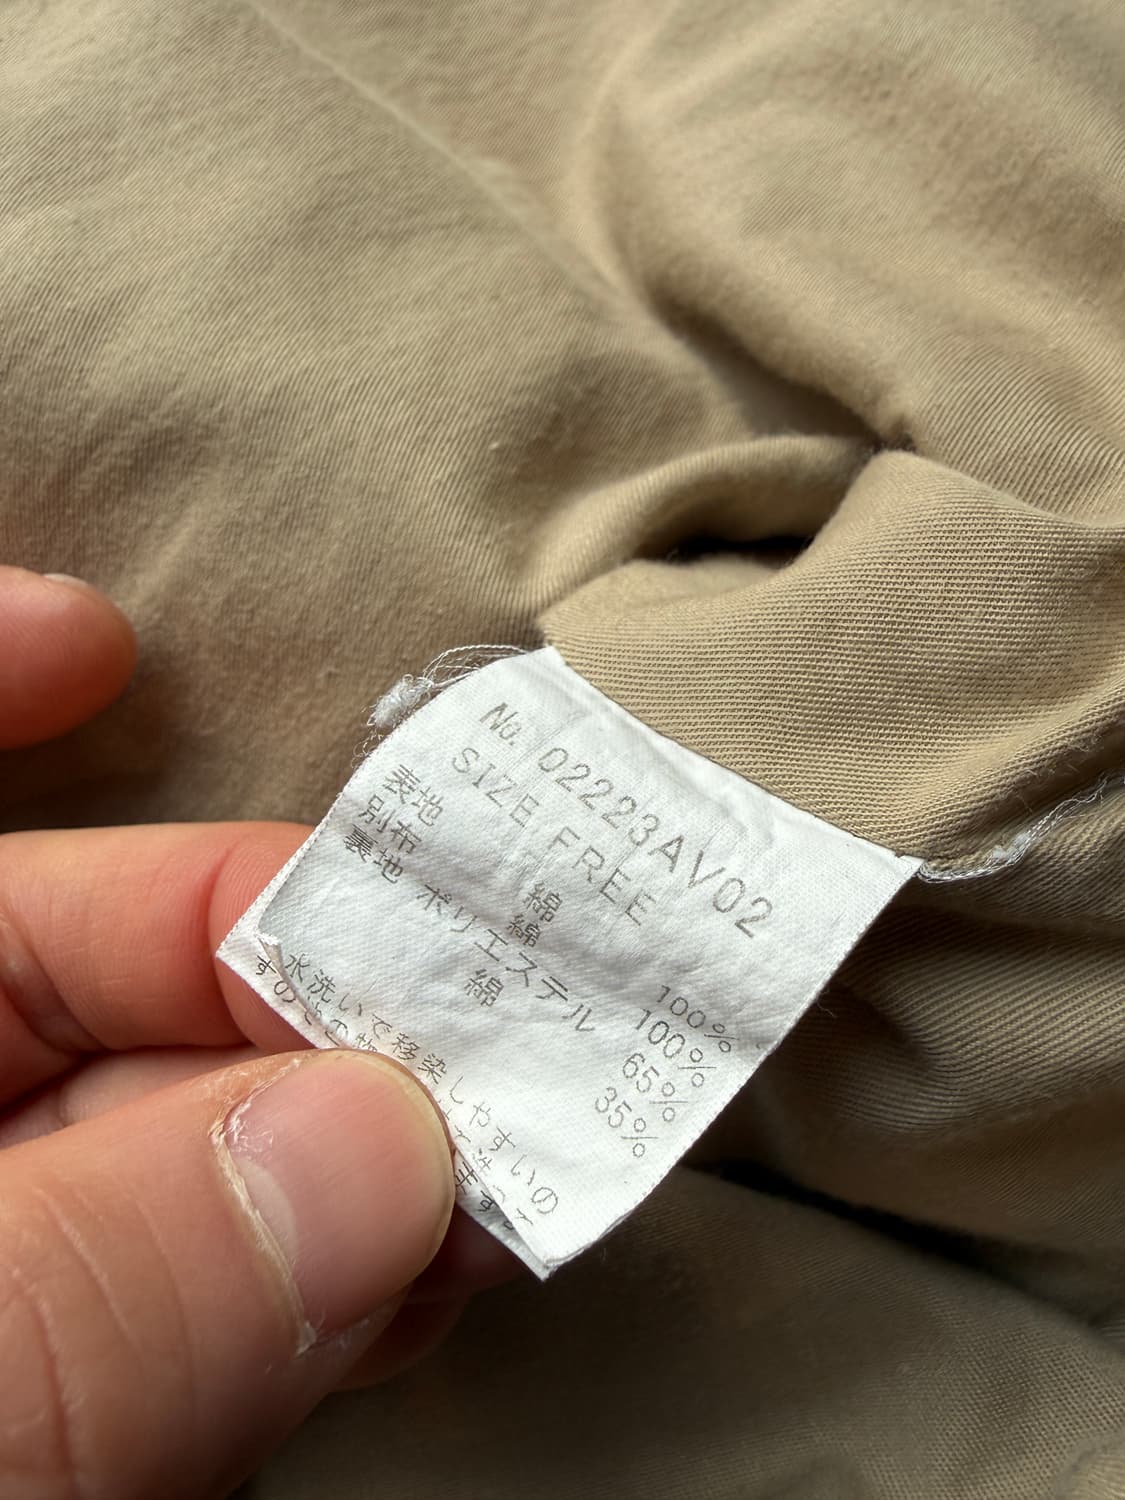 No. 02223AV02
SIZE FREE
表地 綿 100%
別布 綿 100%
裏地 ポリエステル 65%
綿 35%
水洗いで移染しやすいの